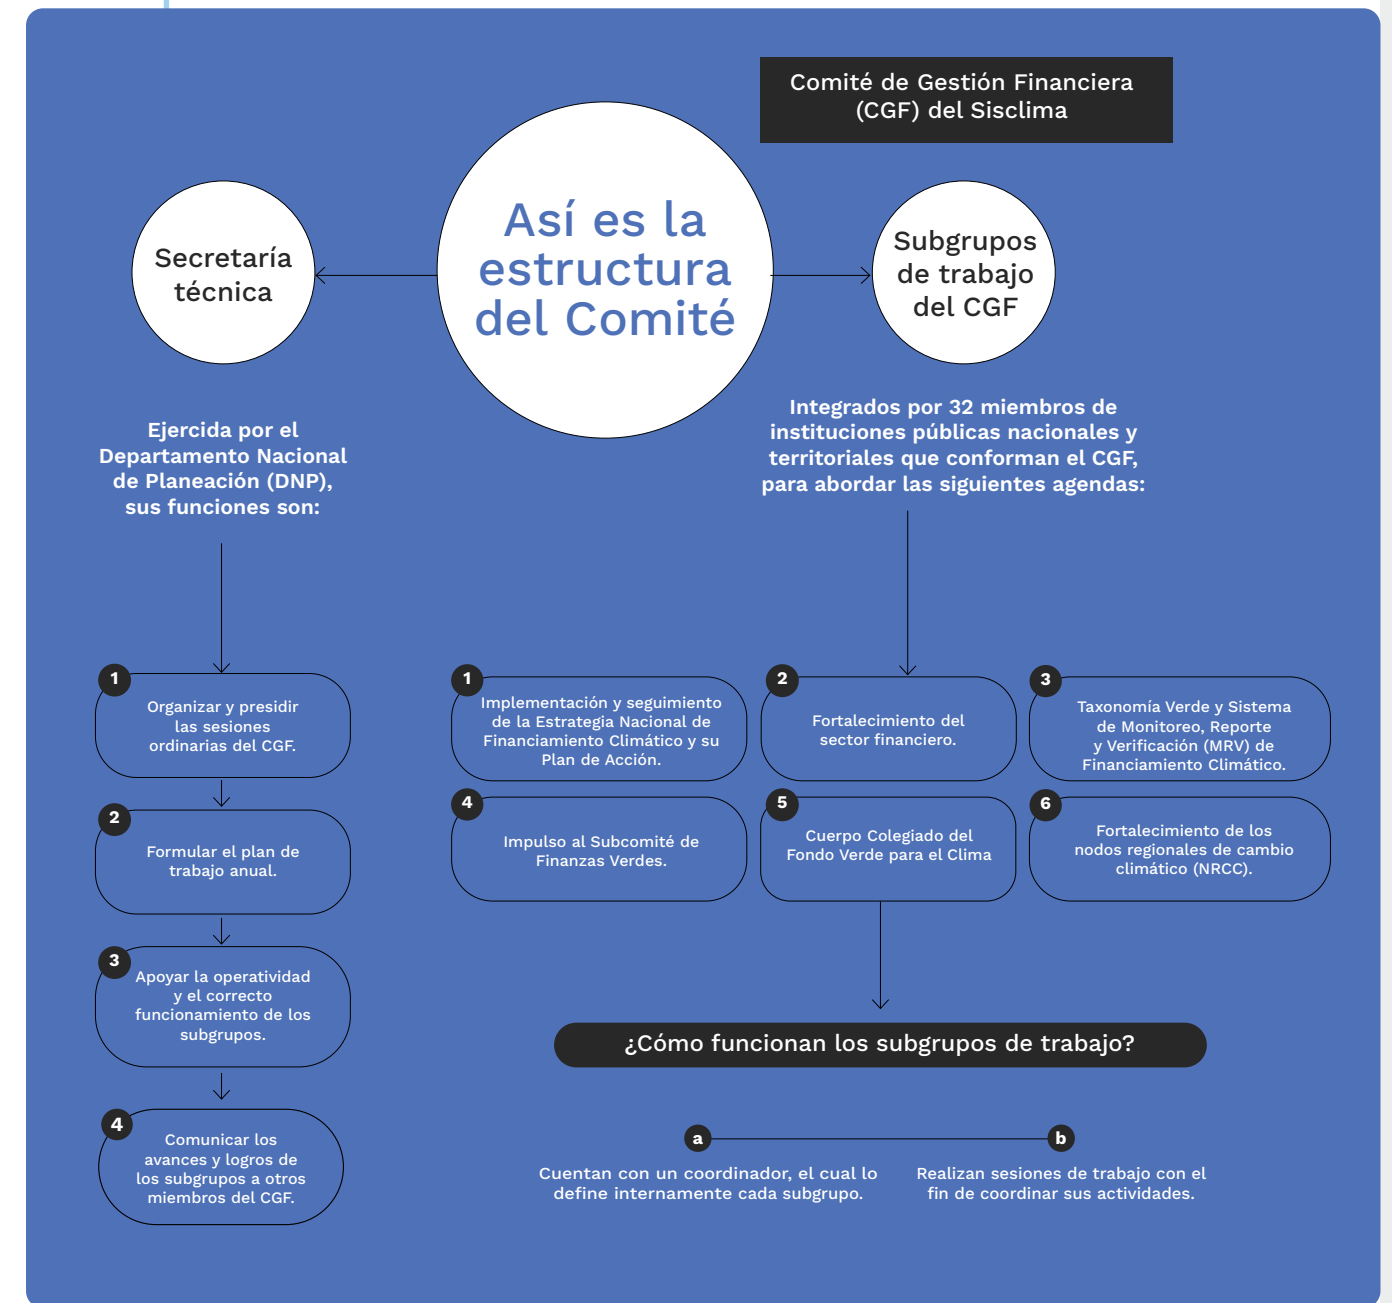 Comité de Gestión Financiera
(CGF) del Sisclima
Así es la
estructura
del Comité
Secretaría
técnica
Ejercida por el
Departamento Nacional
de Planeación (DNP),
sus funciones son:
1
Organizar y presidir
las sesiones
ordinarias del CGF.
2
Formular el plan de
trabajo anual.
3
Apoyar la operatividad
y el correcto
funcionamiento de los
subgrupos.
4
Comunicar los
avances y logros de
los subgrupos a otros
miembros del CGF.
Subgrupos
de trabajo
del CGF
Integrados por 32 miembros de
instituciones públicas nacionales y
territoriales que conforman el CGF,
para abordar las siguientes agendas:
1
Implementación y seguimiento
de la Estrategia Nacional de
Financiamiento Climático y su
Plan de Acción.
2
Fortalecimiento del
sector financiero.
3
Taxonomía Verde y Sistema
de Monitoreo, Reporte
y Verificación (MRV) de
Financiamiento Climático.
4
Impulso al Subcomité de
Finanzas Verdes.
5
Cuerpo Colegiado del
Fondo Verde para el Clima
6
Fortalecimiento de los
nodos regionales de cambio
climático (NRCC).
¿Cómo funcionan los subgrupos de trabajo?
a
Cuentan con un coordinador, el cual lo
define internamente cada subgrupo.
b
Realizan sesiones de trabajo con el
fin de coordinar sus actividades.